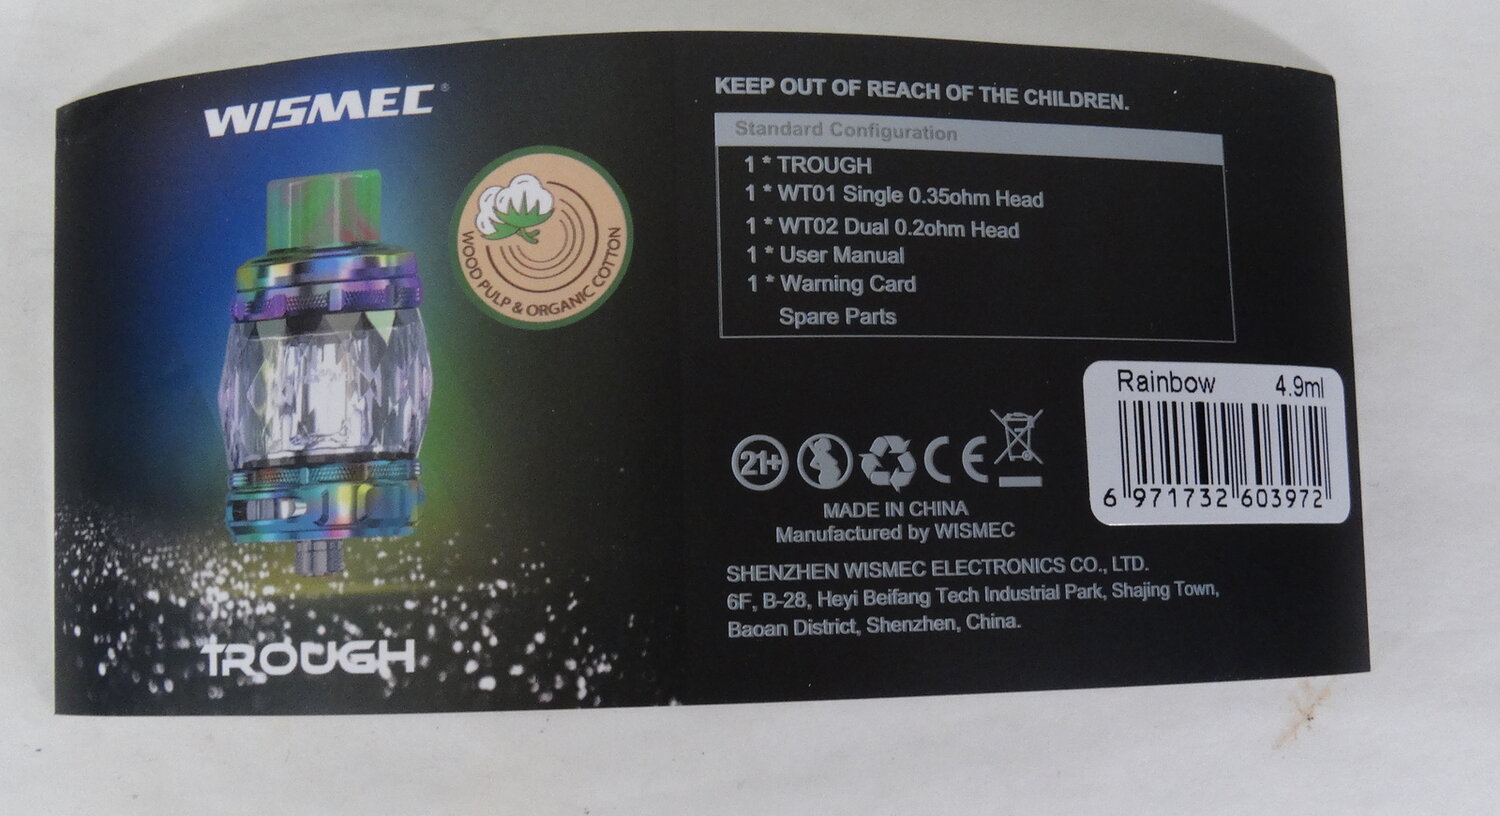 WISMEC®
WOOD PULP & ORGANIC COTTON
TROUGH
KEEP OUT OF REACH OF THE CHILDREN.
Standard Configuration
1 * TROUGH
1 * WT01 Single 0.35ohm Head
1 * WT02 Dual 0.2ohm Head
1 * User Manual
1 * Warning Card
Spare Parts
Rainbow 4.9ml
6 971732 603972
21+
CE
MADE IN CHINA
Manufactured by WISMEC
SHENZHEN WISMEC ELECTRONICS CO., LTD.
6F, B-28, Heyi Beifang Tech Industrial Park, Shajing Town,
Baoan District, Shenzhen, China.